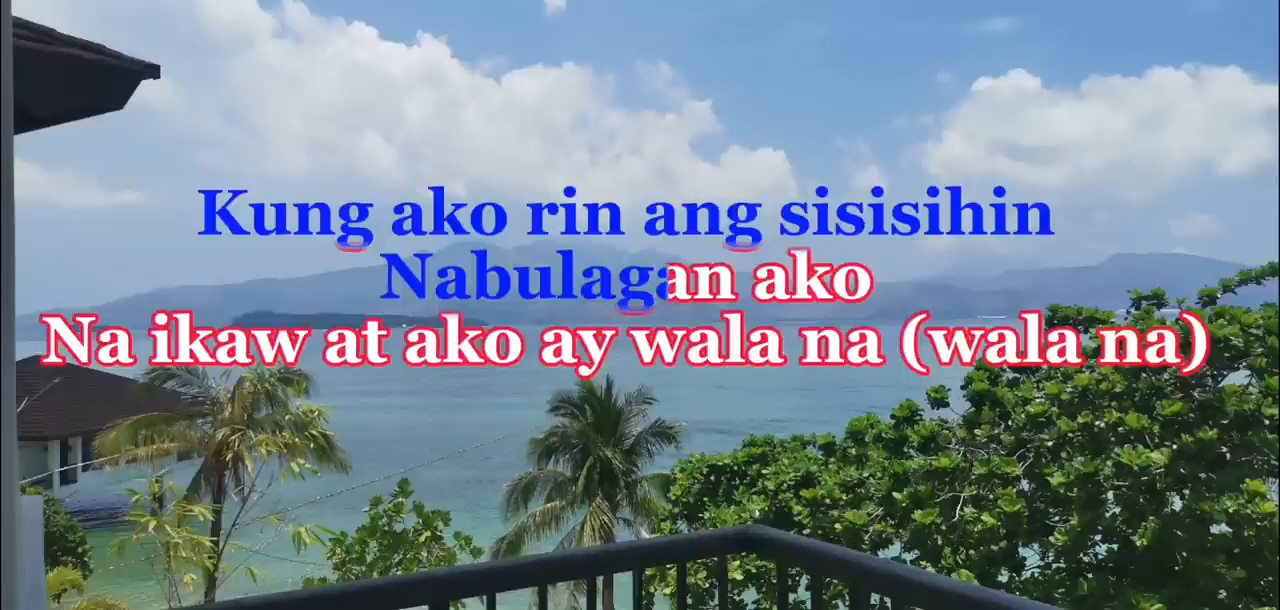 Kung ako rin ang sisisihin
Nabulagan ako
Na ikaw at ako ay wala na (wala na)